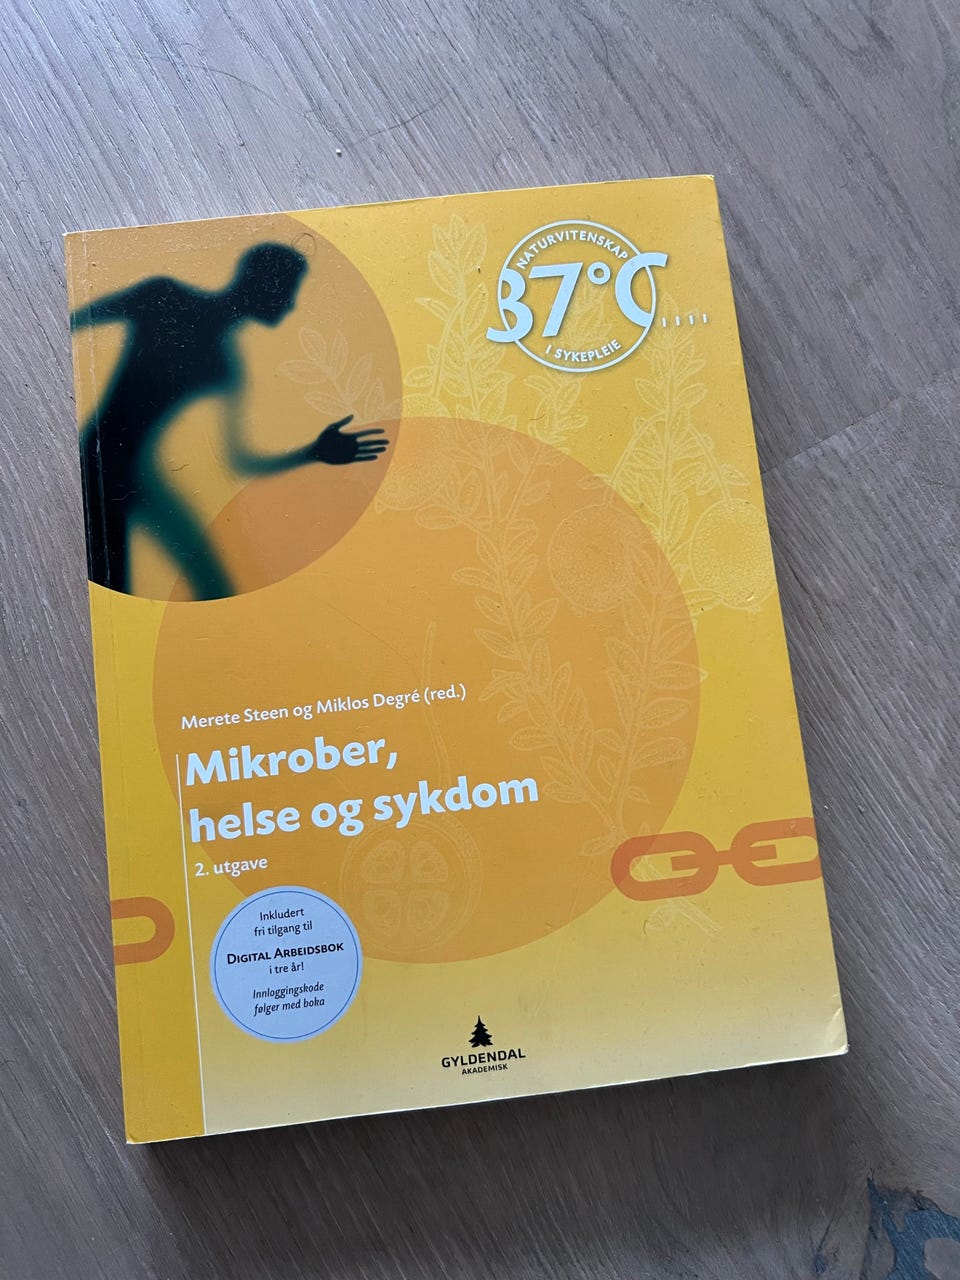 NATURVITENSKAP
37°C
I SYKEPLEIE
Merete Steen og Miklos Degré (red.)
Mikrober,
helse og sykdom
2. utgave
Inkludert
fri tilgang til
DIGITAL ARBEIDSBOK
i tre år!
Innloggingskode
følger med boka
GYLDENDAL
AKADEMISK